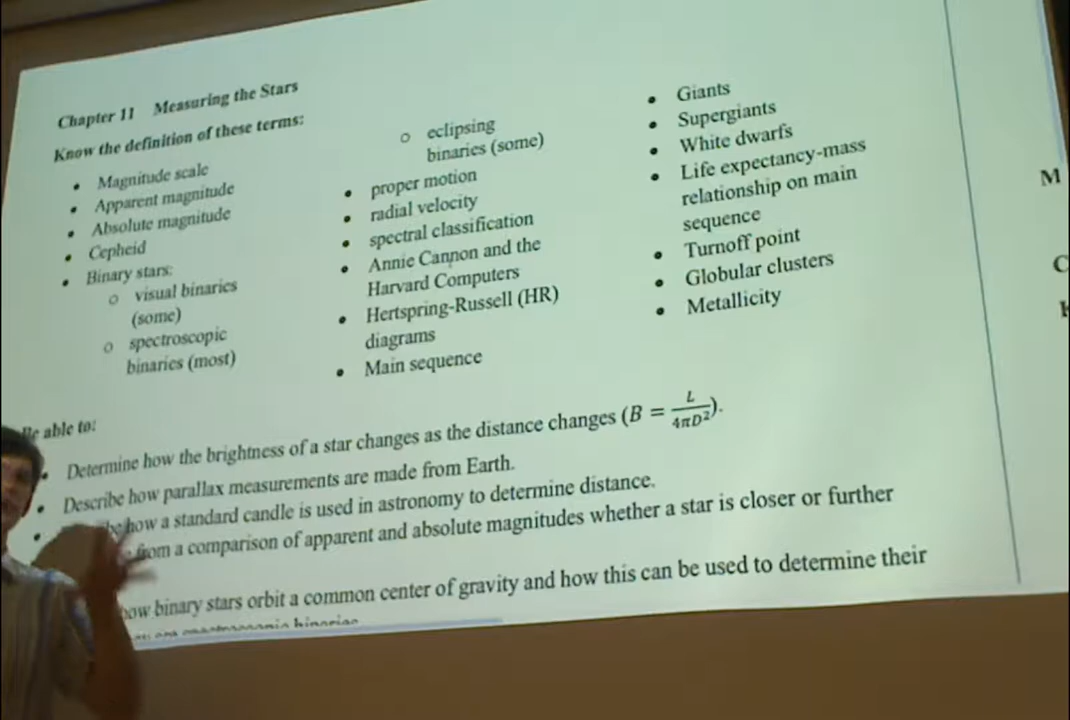 Chapter 11 Measuring the Stars
Know the definition of these terms:
• Magnitude scale
• Apparent magnitude
• Absolute magnitude
• Cepheid
• Binary stars:
o visual binaries
(some)
o spectroscopic
binaries (most)
o eclipsing
binaries (some)
• proper motion
• radial velocity
• spectral classification
• Annie Cannon and the
Harvard Computers
• Hertspring-Russell (HR)
diagrams
• Main sequence
• Giants
• Supergiants
• White dwarfs
• Life expectancy-mass
relationship on main
sequence
• Turnoff point
• Globular clusters
• Metallicity
Be able to:
• Determine how the brightness of a star changes as the distance changes (B = L / 4πD²).
• Describe how parallax measurements are made from Earth.
• how a standard candle is used in astronomy to determine distance.
from a comparison of apparent and absolute magnitudes whether a star is closer or further
how binary stars orbit a common center of gravity and how this can be used to determine their
binaries
M
C